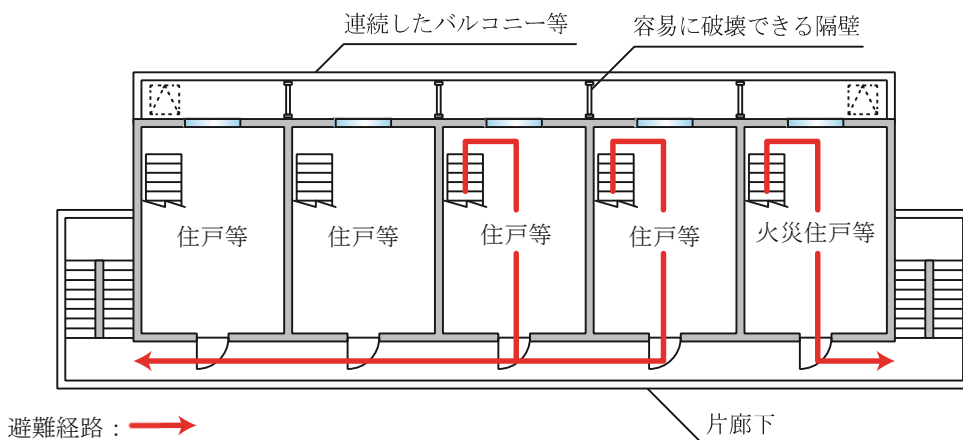 連続したバルコニー等
容易に破壊できる隔壁
住戸等
住戸等
住戸等
住戸等
火災住戸等
避難経路：
片廊下